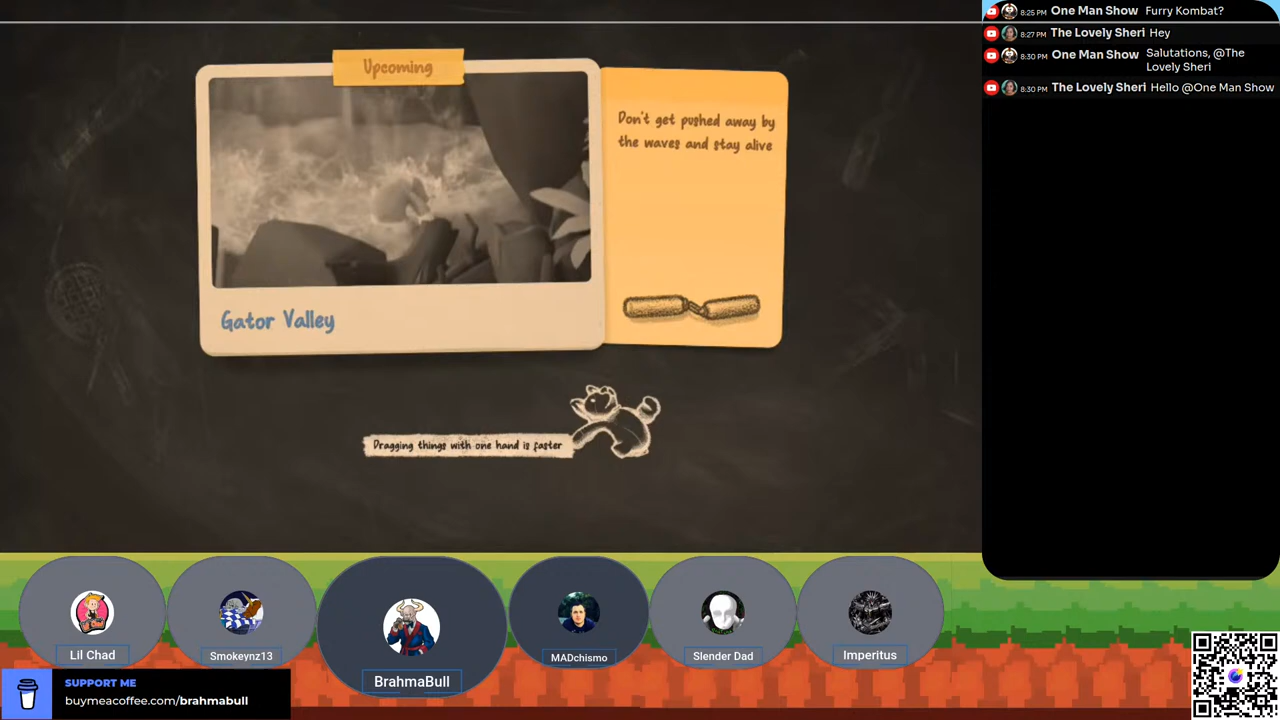 Upcoming
Don't get pushed away by
the waves and stay alive
Gator Valley
Dragging things with one hand is faster
8:25 PM One Man Show Furry Kombat?
8:27 PM The Lovely Sheri Hey
8:30 PM One Man Show Salutations, @The
Lovely Sheri
8:30 PM The Lovely Sheri Hello @One Man Show
Lil Chad
Smokeynz13
BrahmaBull
MADchismo
Slender Dad
Imperitus
SUPPORT ME
buymeacoffee.com/brahmabull